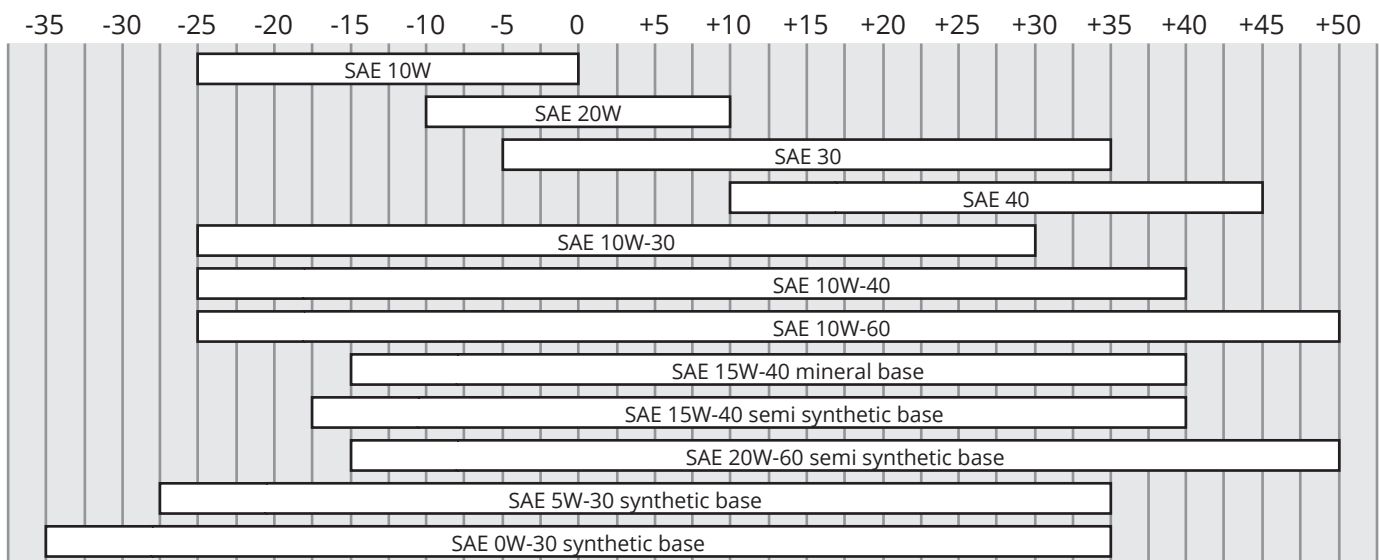 -35 -30 -25 -20 -15 -10 -5 0 +5 +10 +15 +20 +25 +30 +35 +40 +45 +50
SAE 10W
SAE 20W
SAE 30
SAE 40
SAE 10W-30
SAE 10W-40
SAE 10W-60
SAE 15W-40 mineral base
SAE 15W-40 semi synthetic base
SAE 20W-60 semi synthetic base
SAE 5W-30 synthetic base
SAE 0W-30 synthetic base